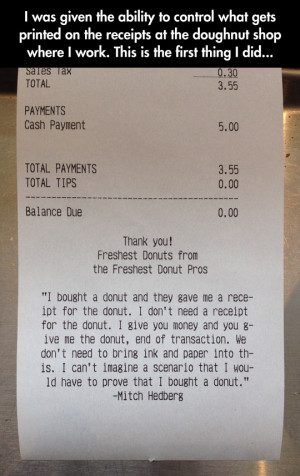 I was given the ability to control what gets
printed on the receipts at the doughnut shop
where I work. This is the first thing I did...
Sales Tax 0.30
TOTAL 3.55
PAYMENTS
Cash Payment 5.00
TOTAL PAYMENTS 3.55
TOTAL TIPS 0.00
Balance Due 0.00
Thank you!
Freshest Donuts from
the Freshest Donut Pros
"I bought a donut and they gave me a rece-
ipt for the donut. I don't need a receipt
for the donut. I give you money and you g-
ive me the donut, end of transaction. We
don't need to bring ink and paper into th-
is. I can't imagine a scenario that I wou-
ld have to prove that I bought a donut."
-Mitch Hedberg